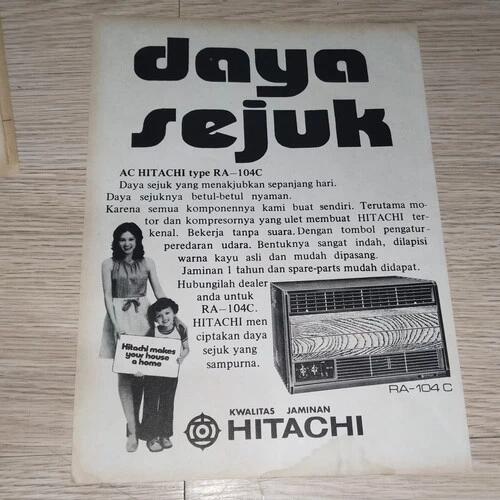 daya
sejuk
AC HITACHI type RA-104C
Daya sejuk yang menakjubkan sepanjang hari.
Daya sejuknya betul-betul nyaman.
Karena semua komponennya kami buat sendiri. Terutama mo-
tor dan kompresornya yang ulet membuat HITACHI ter-
kenal. Bekerja tanpa suara. Dengan tombol pengatur-
peredaran udara. Bentuknya sangat indah, dilapisi
warna kayu asli dan mudah dipasang.
Jaminan 1 tahun dan spare-parts mudah didapat.
Hubungilah dealer
anda untuk
RA-104C.
HITACHI men
ciptakan daya
sejuk yang
sampurna.
Hitachi makes
your house
a home
RA-104 C
KWALITAS JAMINAN
HITACHI